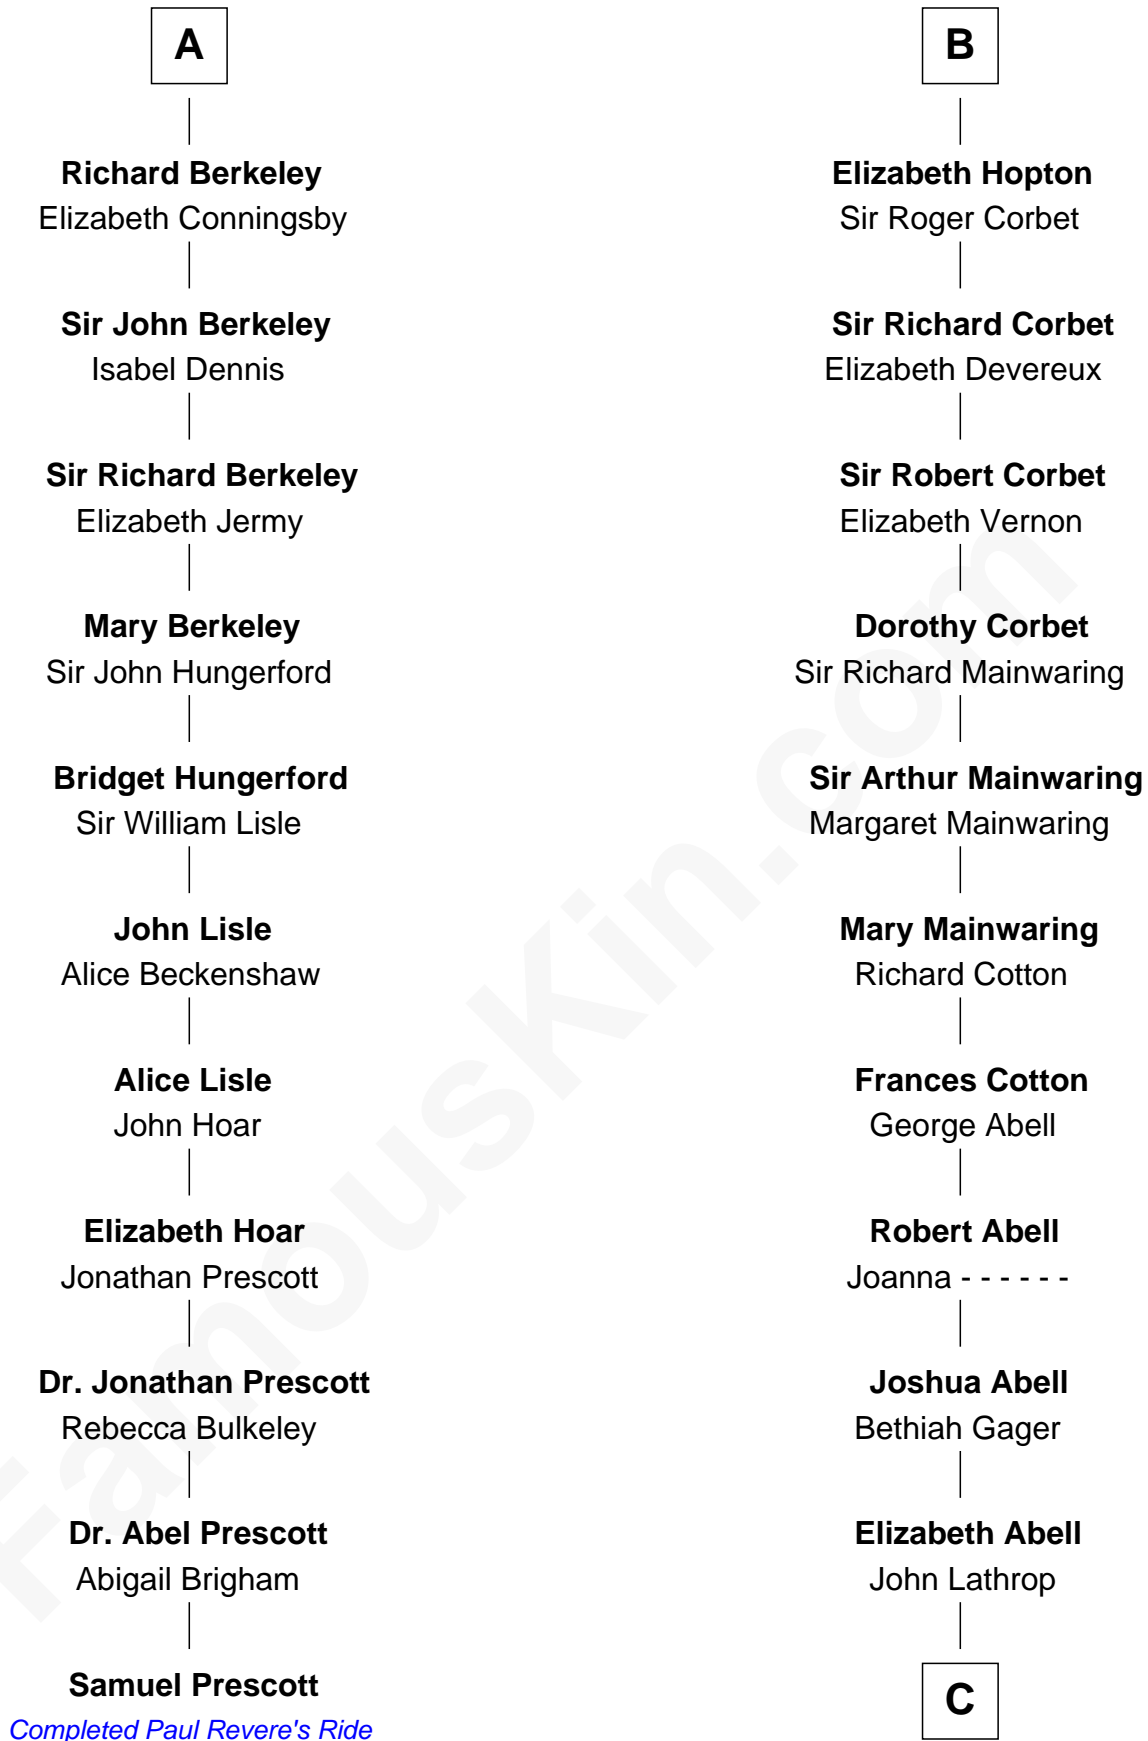 A
Richard Berkeley
Elizabeth Conningsby
Sir John Berkeley
Isabel Dennis
Sir Richard Berkeley
Elizabeth Jermy
Mary Berkeley
Sir John Hungerford
Bridget Hungerford
Sir William Lisle
John Lisle
Alice Beckenshaw
Alice Lisle
John Hoar
Elizabeth Hoar
Jonathan Prescott
Dr. Jonathan Prescott
Rebecca Bulkeley
Dr. Abel Prescott
Abigail Brigham
Samuel Prescott
Completed Paul Revere's Ride
B
Elizabeth Hopton
Sir Roger Corbet
Sir Richard Corbet
Elizabeth Devereux
Sir Robert Corbet
Elizabeth Vernon
Dorothy Corbet
Sir Richard Mainwaring
Sir Arthur Mainwaring
Margaret Mainwaring
Mary Mainwaring
Richard Cotton
Frances Cotton
George Abell
Robert Abell
Joanna - - - - - -
Joshua Abell
Bethiah Gager
Elizabeth Abell
John Lathrop
C
FamousKin.com